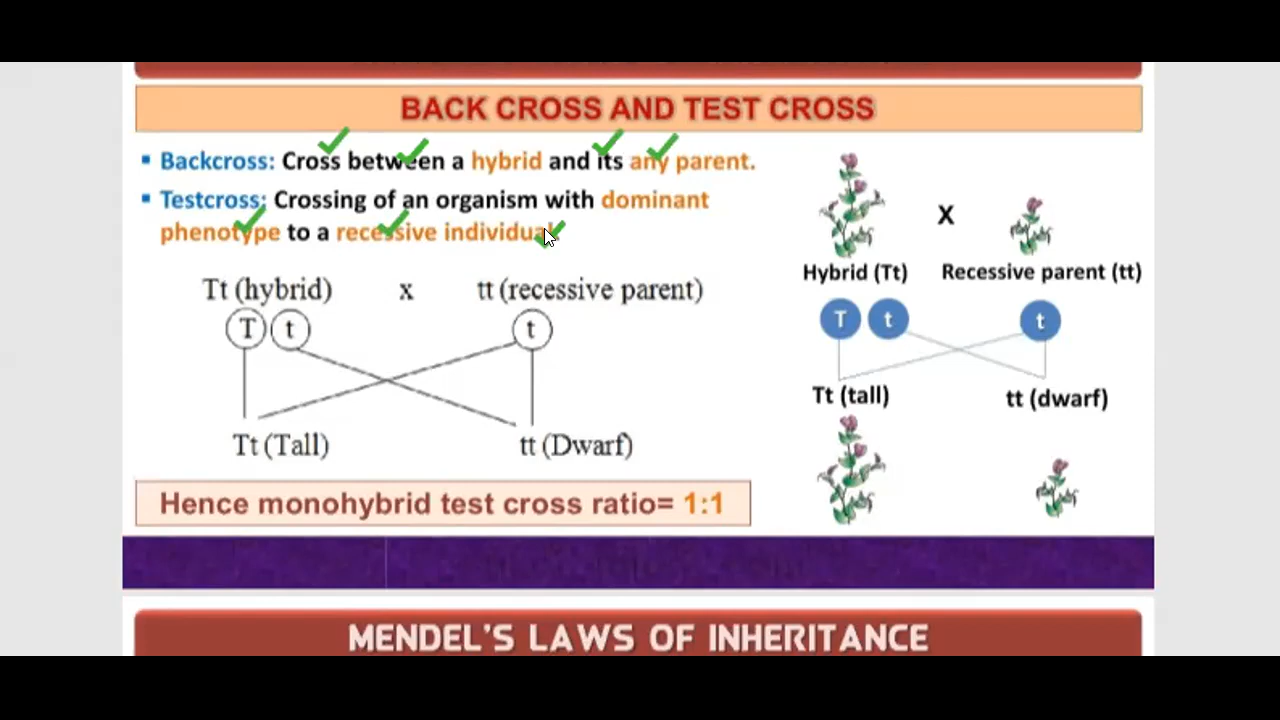 BACK CROSS AND TEST CROSS
▪ Backcross: Cross between a hybrid and its any parent.
▪ Testcross: Crossing of an organism with dominant
phenotype to a recessive individual.
Tt (hybrid) x tt (recessive parent)
T t t
Tt (Tall) tt (Dwarf)
Hence monohybrid test cross ratio= 1:1
X
Hybrid (Tt) Recessive parent (tt)
T t t
Tt (tall) tt (dwarf)
MENDEL'S LAWS OF INHERITANCE